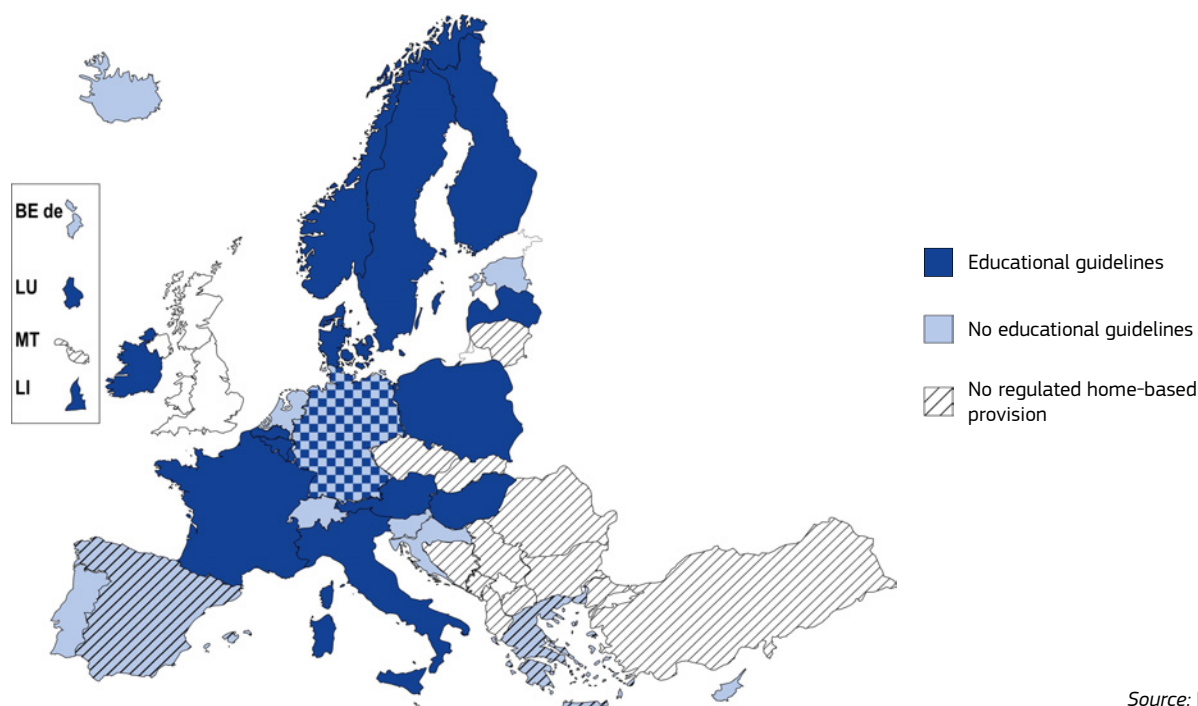 BE de
LU
MT
LI
Educational guidelines
No educational guidelines
No regulated home-based
provision
Source: